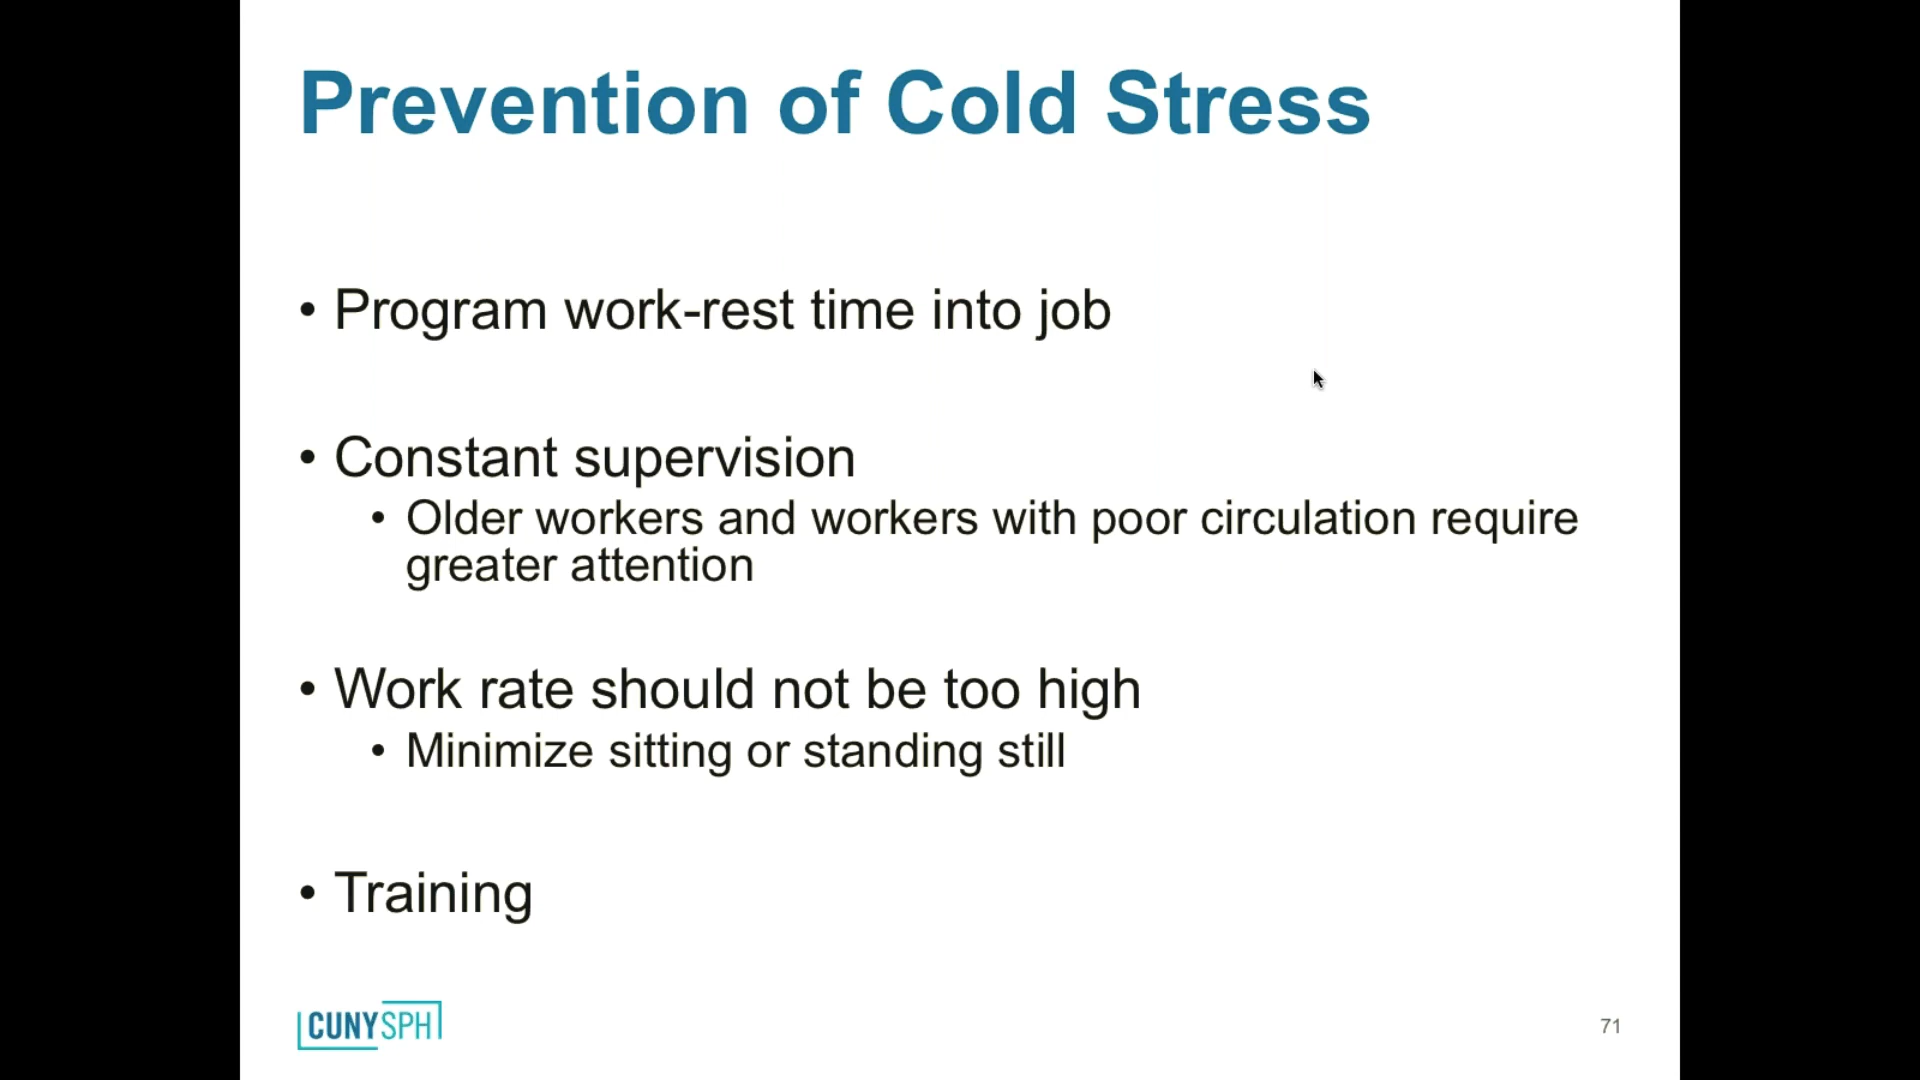 Prevention of Cold Stress
• Program work-rest time into job
• Constant supervision
• Older workers and workers with poor circulation require
greater attention
• Work rate should not be too high
• Minimize sitting or standing still
• Training
CUNYSPH
71